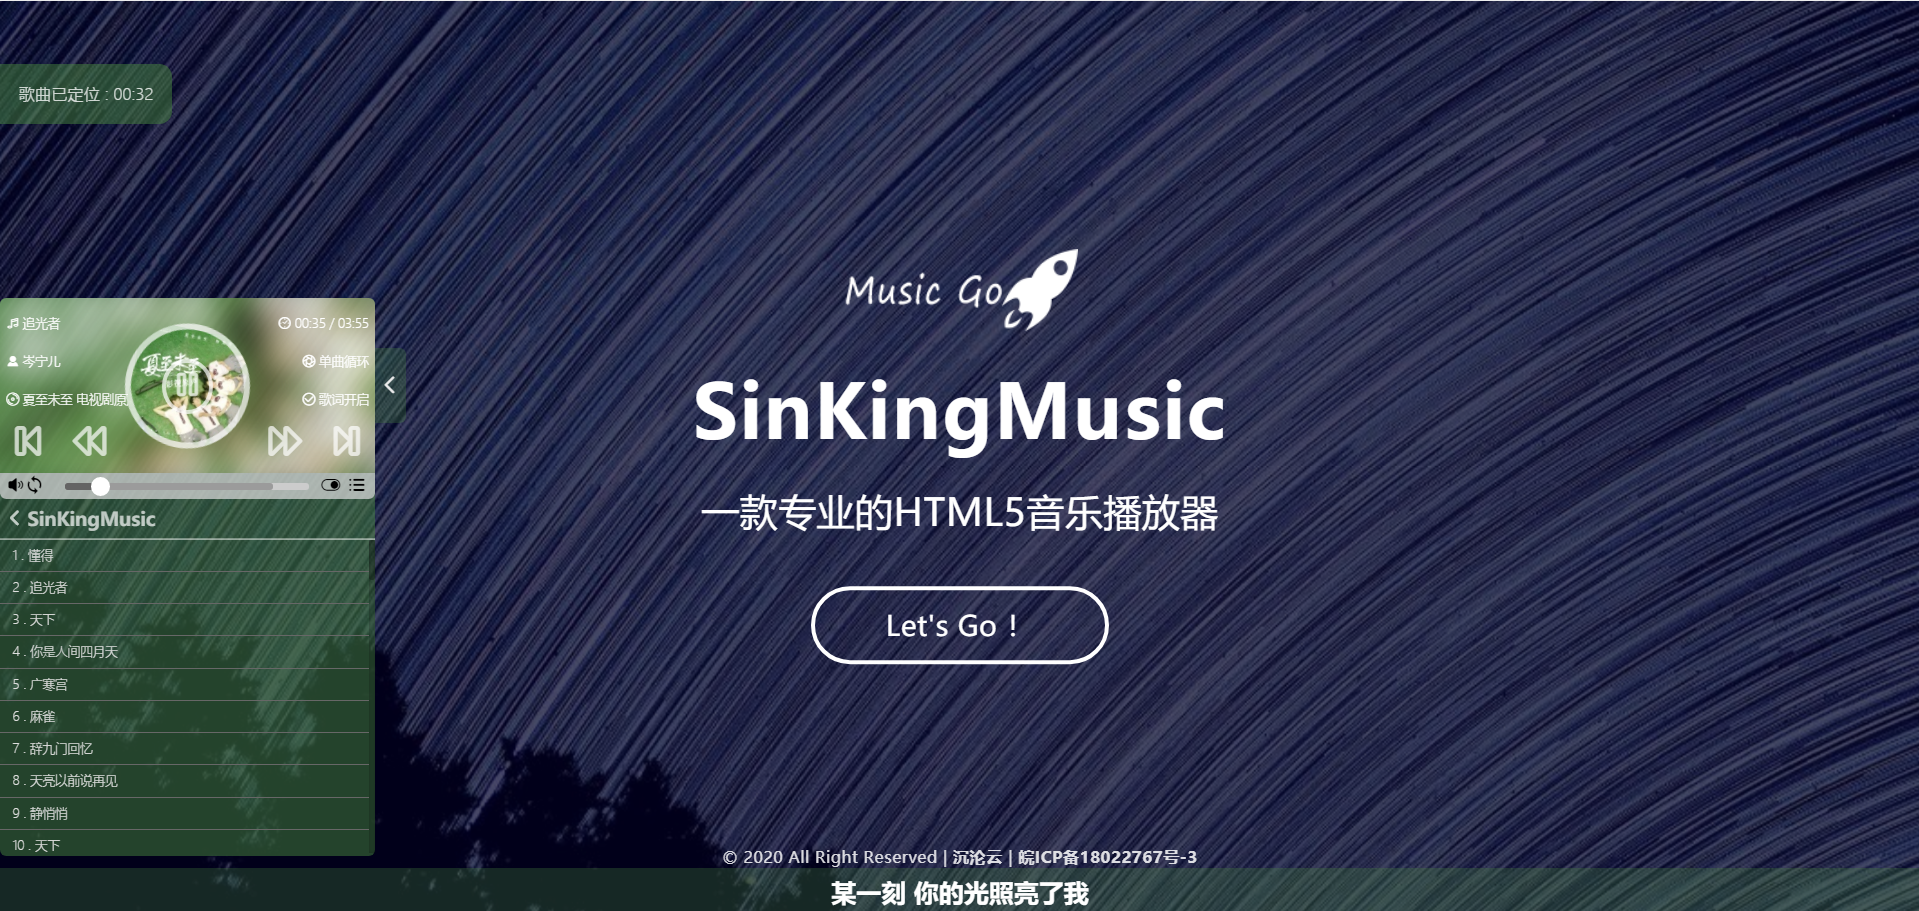 歌曲已定位 : 00:32
Music Go
SinKingMusic
一款专业的HTML5音乐播放器
Let's Go！
追光者
00:35 / 03:55
岑宁儿
单曲循环
夏至未至 电视剧原
歌词开启
夏至未至
SinKingMusic
1 . 懂得
2 . 追光者
3 . 天下
4 . 你是人间四月天
5 . 广寒宫
6 . 麻雀
7 . 辞九门回忆
8 . 天亮以前说再见
9 . 静悄悄
10 . 天下
© 2020 All Right Reserved | 沉沦云 | 皖ICP备18022767号-3
某一刻 你的光照亮了我